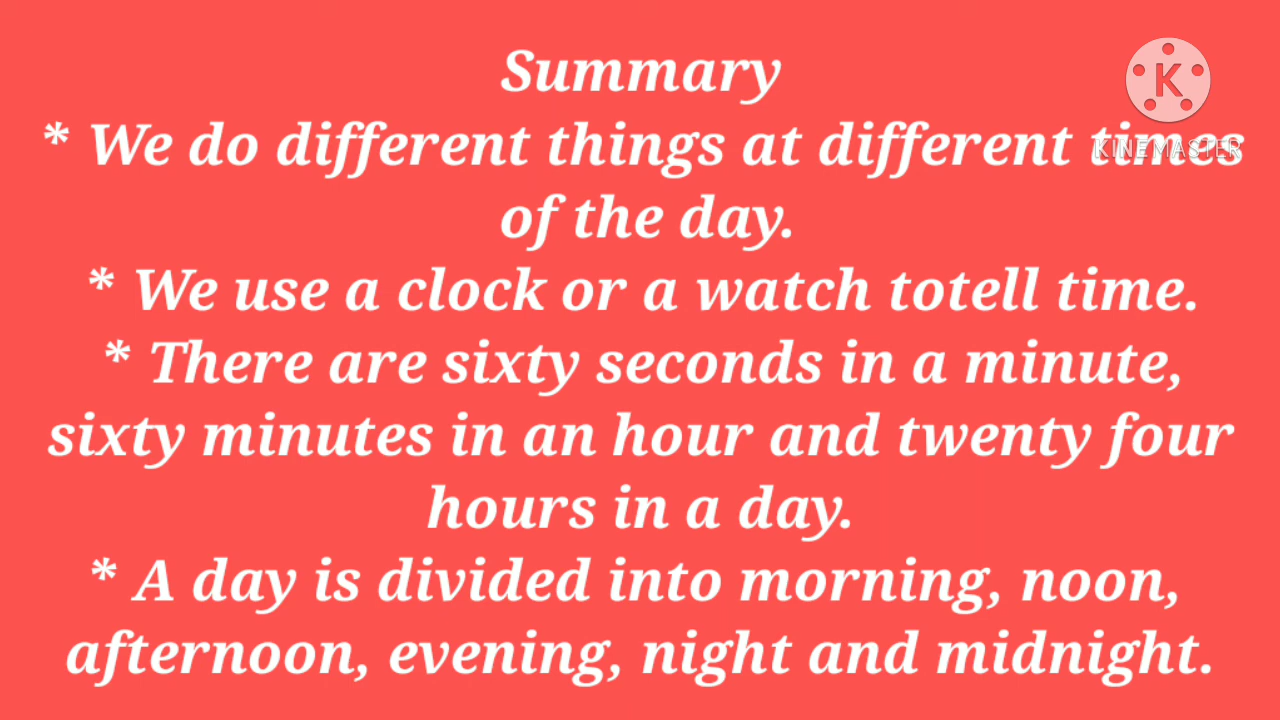 Summary
* We do different things at different times
of the day.
* We use a clock or a watch totell time.
* There are sixty seconds in a minute,
sixty minutes in an hour and twenty four
hours in a day.
* A day is divided into morning, noon,
afternoon, evening, night and midnight.
K
KINEMASTER